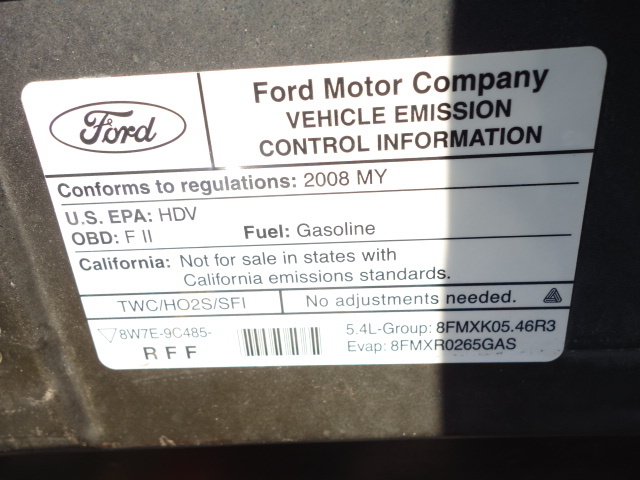 Ford
Ford Motor Company
VEHICLE EMISSION
CONTROL INFORMATION
Conforms to regulations: 2008 MY
U.S. EPA: HDV
OBD: F II Fuel: Gasoline
California: Not for sale in states with
California emissions standards.
TWC/HO2S/SFI No adjustments needed.
8W7E-9C485-
R F F
5.4L-Group: 8FMXK05.46R3
Evap: 8FMXR0265GAS